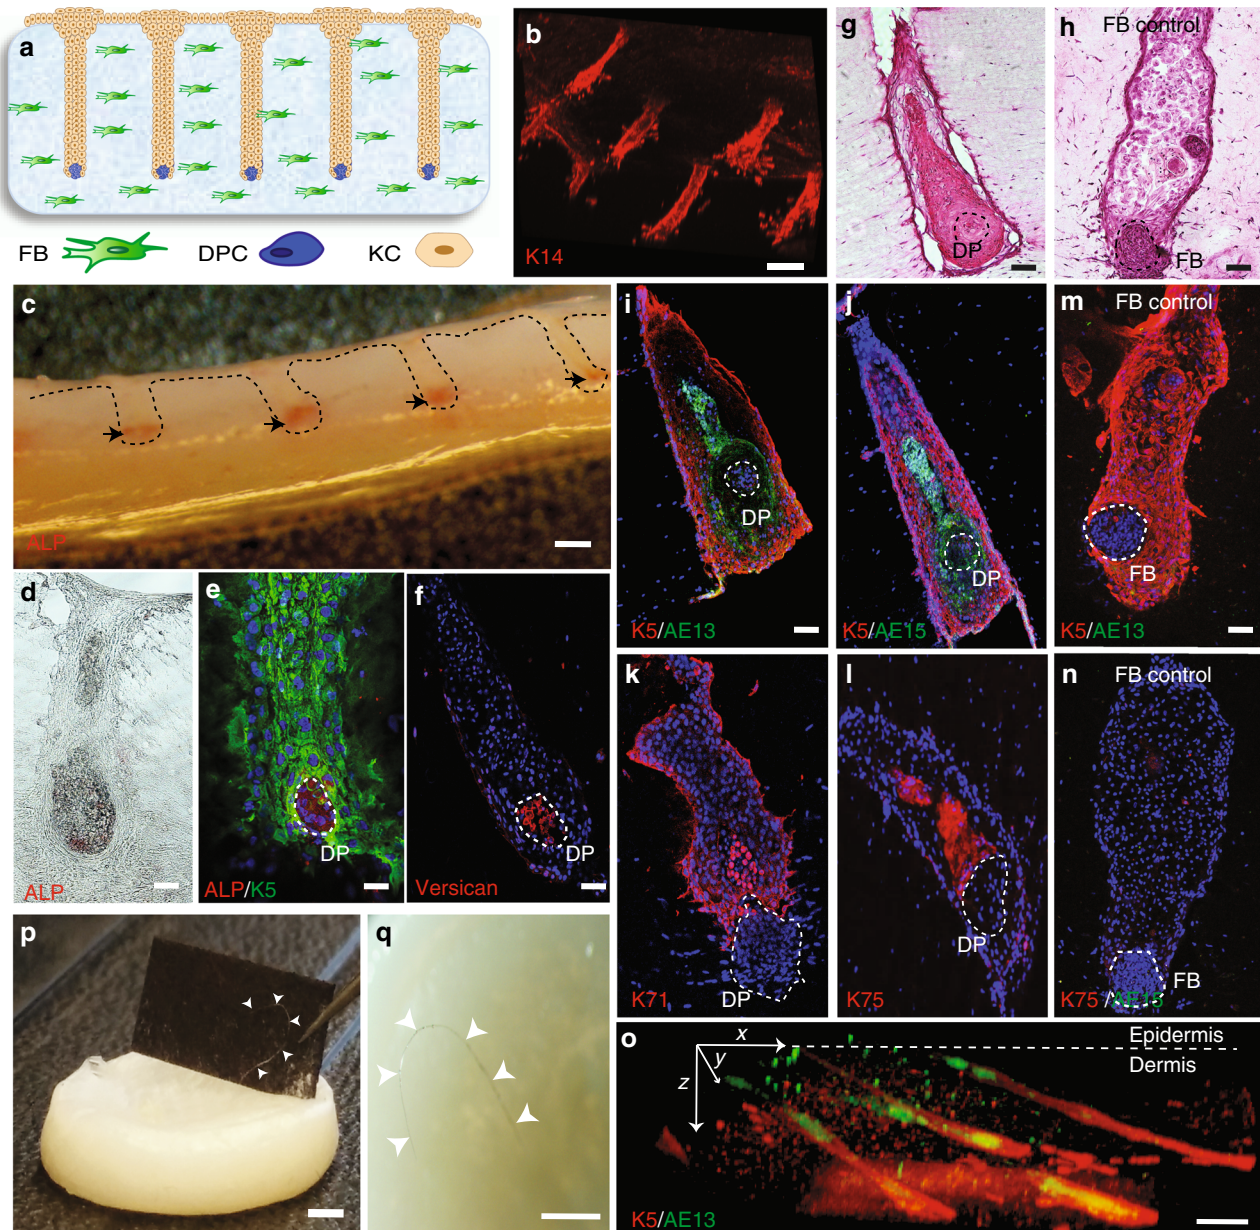 a
FB
DPC
KC
b
K14
g
DP
h
FB control
FB
c
ALP
i
DP
K5/AE13
j
DP
K5/AE15
m
FB control
FB
K5/AE13
d
ALP
e
DP
ALP/K5
f
DP
Versican
k
K71
DP
l
DP
K75
n
FB control
FB
K75/AE15
p
q
o
x
y
z
Epidermis
Dermis
K5/AE13